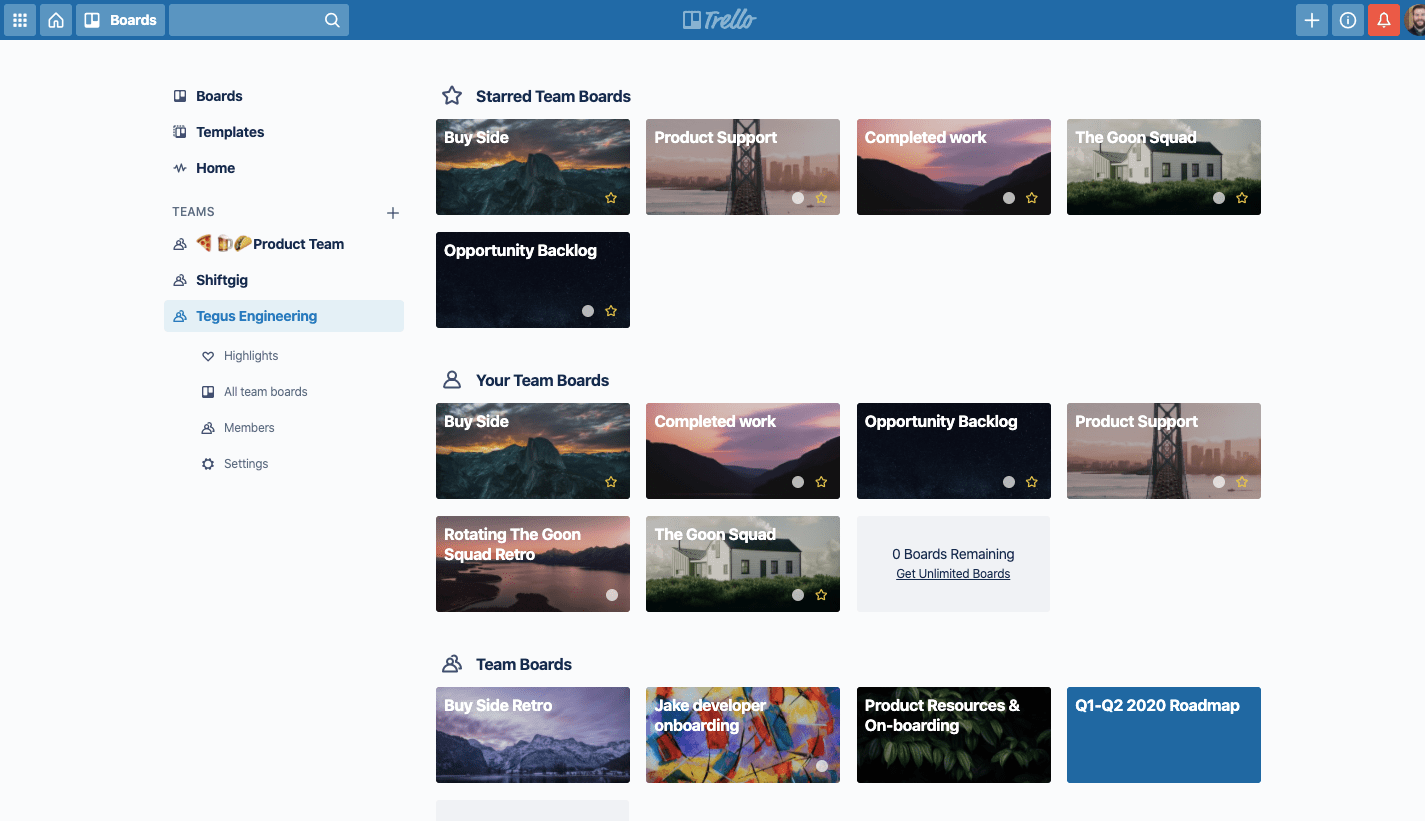 Boards
Trello
Boards
Templates
Home
TEAMS
🍕🍺🌮Product Team
Shiftgig
Tegus Engineering
Highlights
All team boards
Members
Settings
Starred Team Boards
Buy Side
Product Support
Completed work
The Goon Squad
Opportunity Backlog
Your Team Boards
Buy Side
Completed work
Opportunity Backlog
Product Support
Rotating The Goon
Squad Retro
The Goon Squad
0 Boards Remaining
Get Unlimited Boards
Team Boards
Buy Side Retro
Jake developer
onboarding
Product Resources &
On-boarding
Q1-Q2 2020 Roadmap